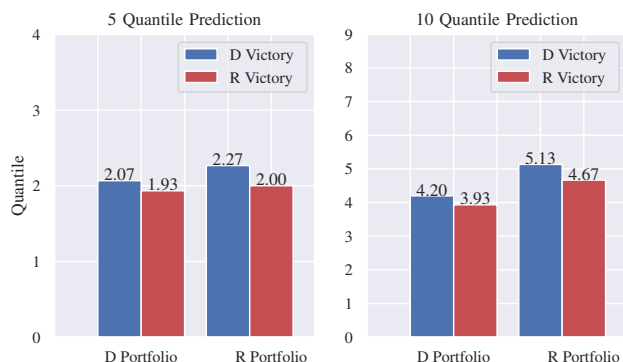 5 Quantile Prediction
4
3
2
1
0
Quantile
D Victory
R Victory
2.07
1.93
2.27
2.00
D Portfolio
R Portfolio
10 Quantile Prediction
9
8
7
6
5
4
3
2
1
0
D Victory
R Victory
4.20
3.93
5.13
4.67
D Portfolio
R Portfolio